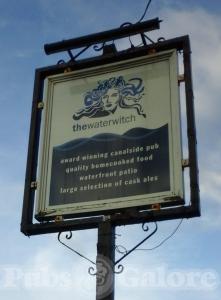 thewaterwitch
award winning canalside pub
quality homecooked food
waterfront patio
large selection of cask ales
Pubs Galore